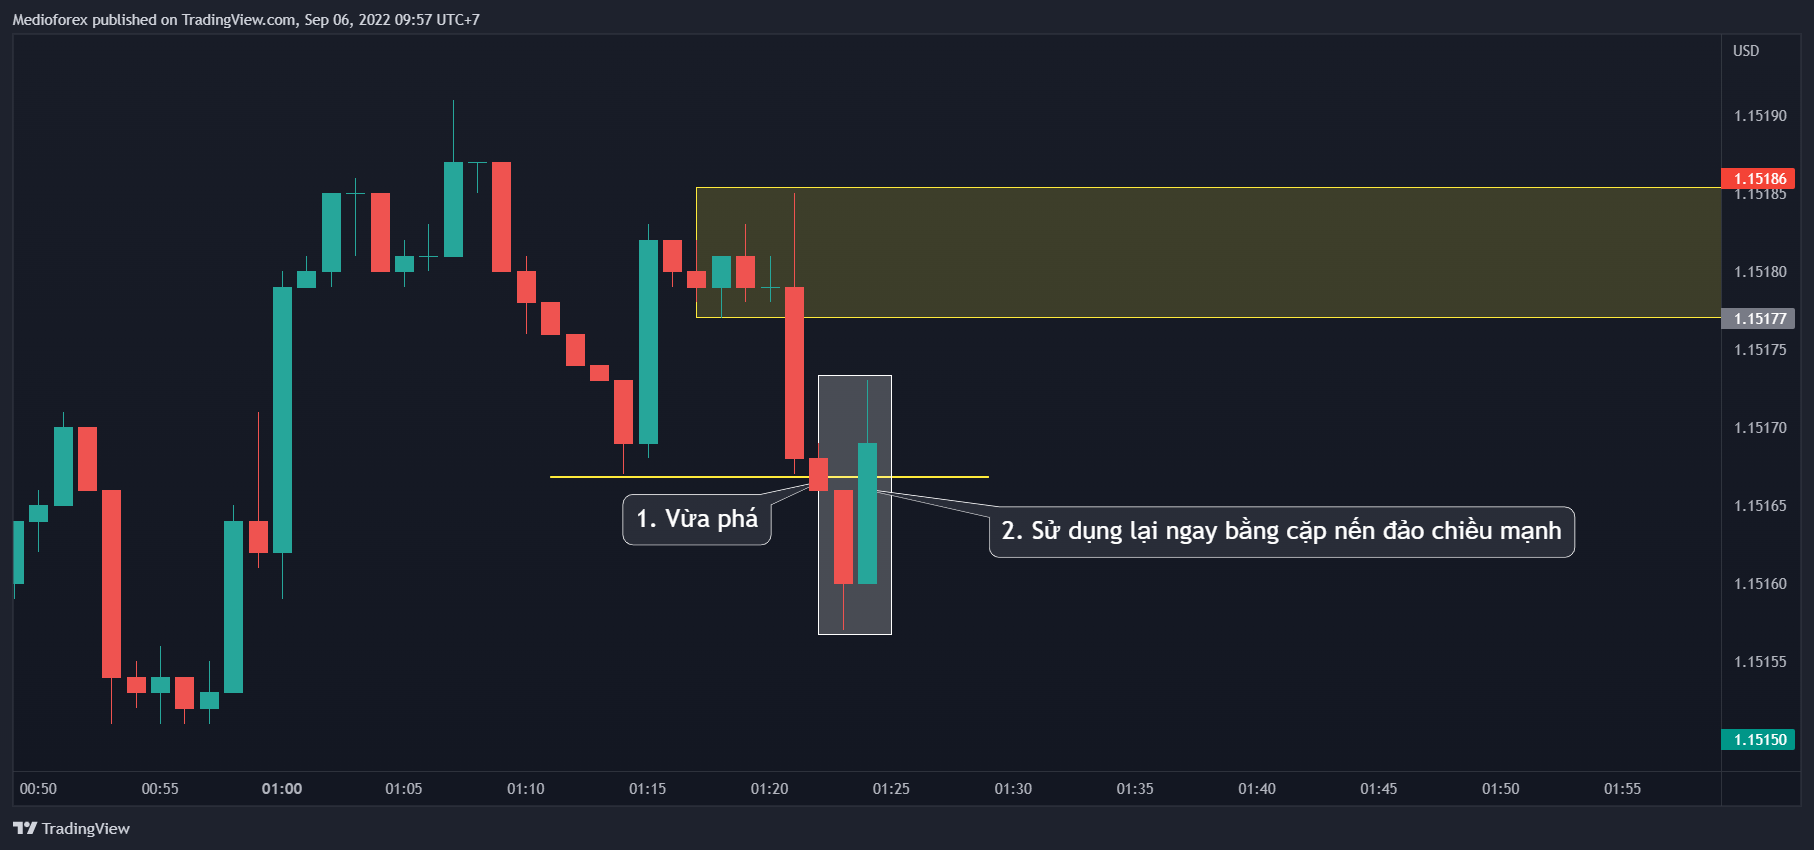 Medioforex published on TradingView.com, Sep 06, 2022 09:57 UTC+7
USD
1.15190
1.15186
1.15185
1.15180
1.15177
1.15175
1.15170
1.15165
1.15160
1.15155
1.15150
1. Vừa phá
2. Sử dụng lại ngay bằng cặp nến đảo chiều mạnh
00:50 00:55 01:00 01:05 01:10 01:15 01:20 01:25 01:30 01:35 01:40 01:45 01:50 01:55
TradingView